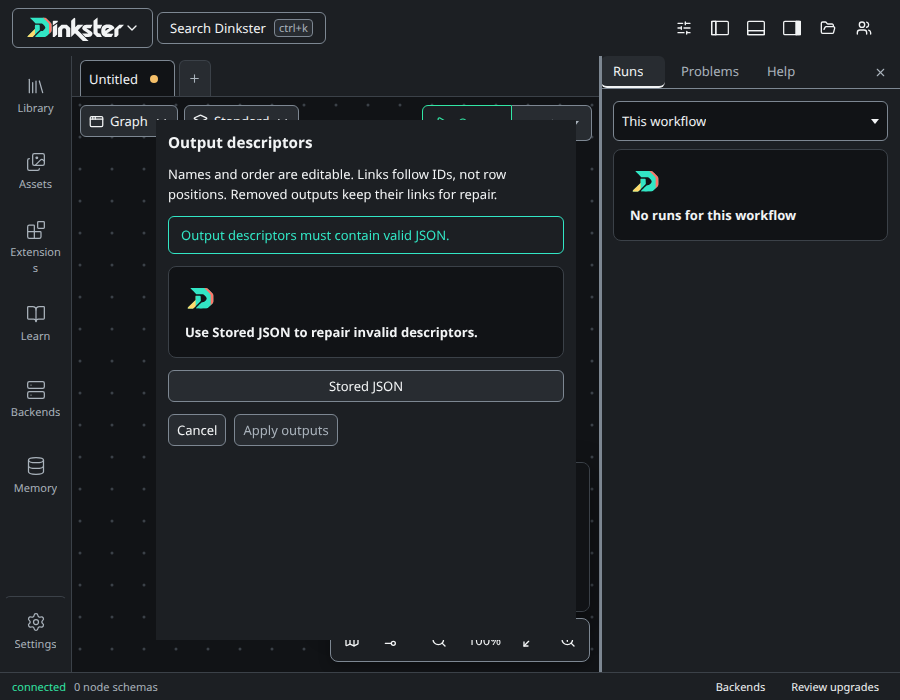 Dinkster
Search Dinkster ctrl+k
Untitled
+
Runs
Problems
Help
Library
Assets
Extension
s
Learn
Backends
Memory
Settings
Graph
Standard
Output descriptors
Names and order are editable. Links follow IDs, not row
positions. Removed outputs keep their links for repair.
Output descriptors must contain valid JSON.
Use Stored JSON to repair invalid descriptors.
Stored JSON
Cancel
Apply outputs
100%
This workflow
No runs for this workflow
connected
0 node schemas
Backends
Review upgrades